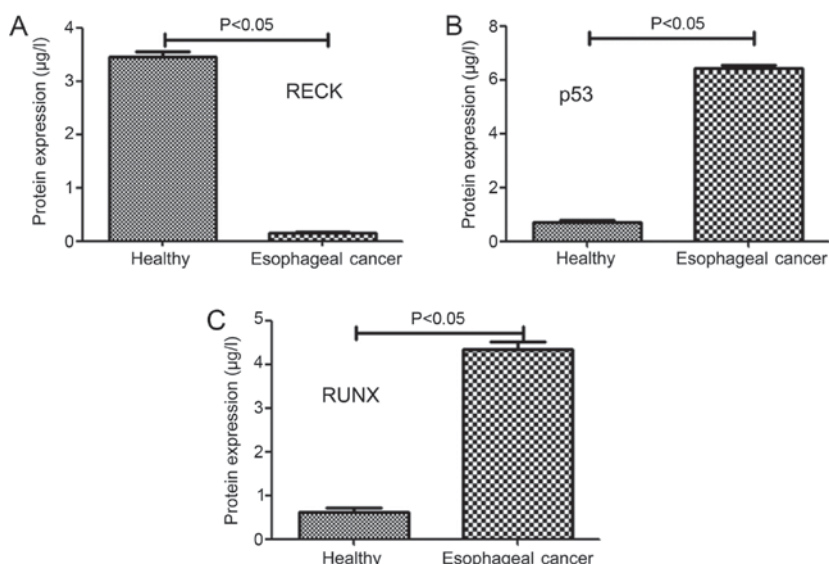 A
P<0.05
Protein expression (µg/l)
4
3
2
1
0
RECK
Healthy
Esophageal cancer
B
P<0.05
Protein expression (µg/l)
8
6
4
2
0
p53
Healthy
Esophageal cancer
C
P<0.05
Protein expression (µg/l)
5
4
3
2
1
0
RUNX
Healthy
Esophageal cancer